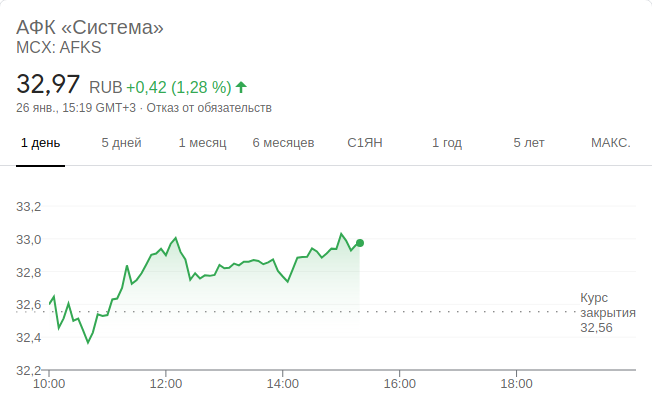 АФК «Система»
MCX: AFKS
32,97 RUB +0,42 (1,28 %)
26 янв., 15:19 GMT+3 · Отказ от обязательств
1 день 5 дней 1 месяц 6 месяцев С1ЯН 1 год 5 лет МАКС.
33,2
33,0
32,8
32,6
32,4
32,2
Курс
закрытия
32,56
10:00 12:00 14:00 16:00 18:00